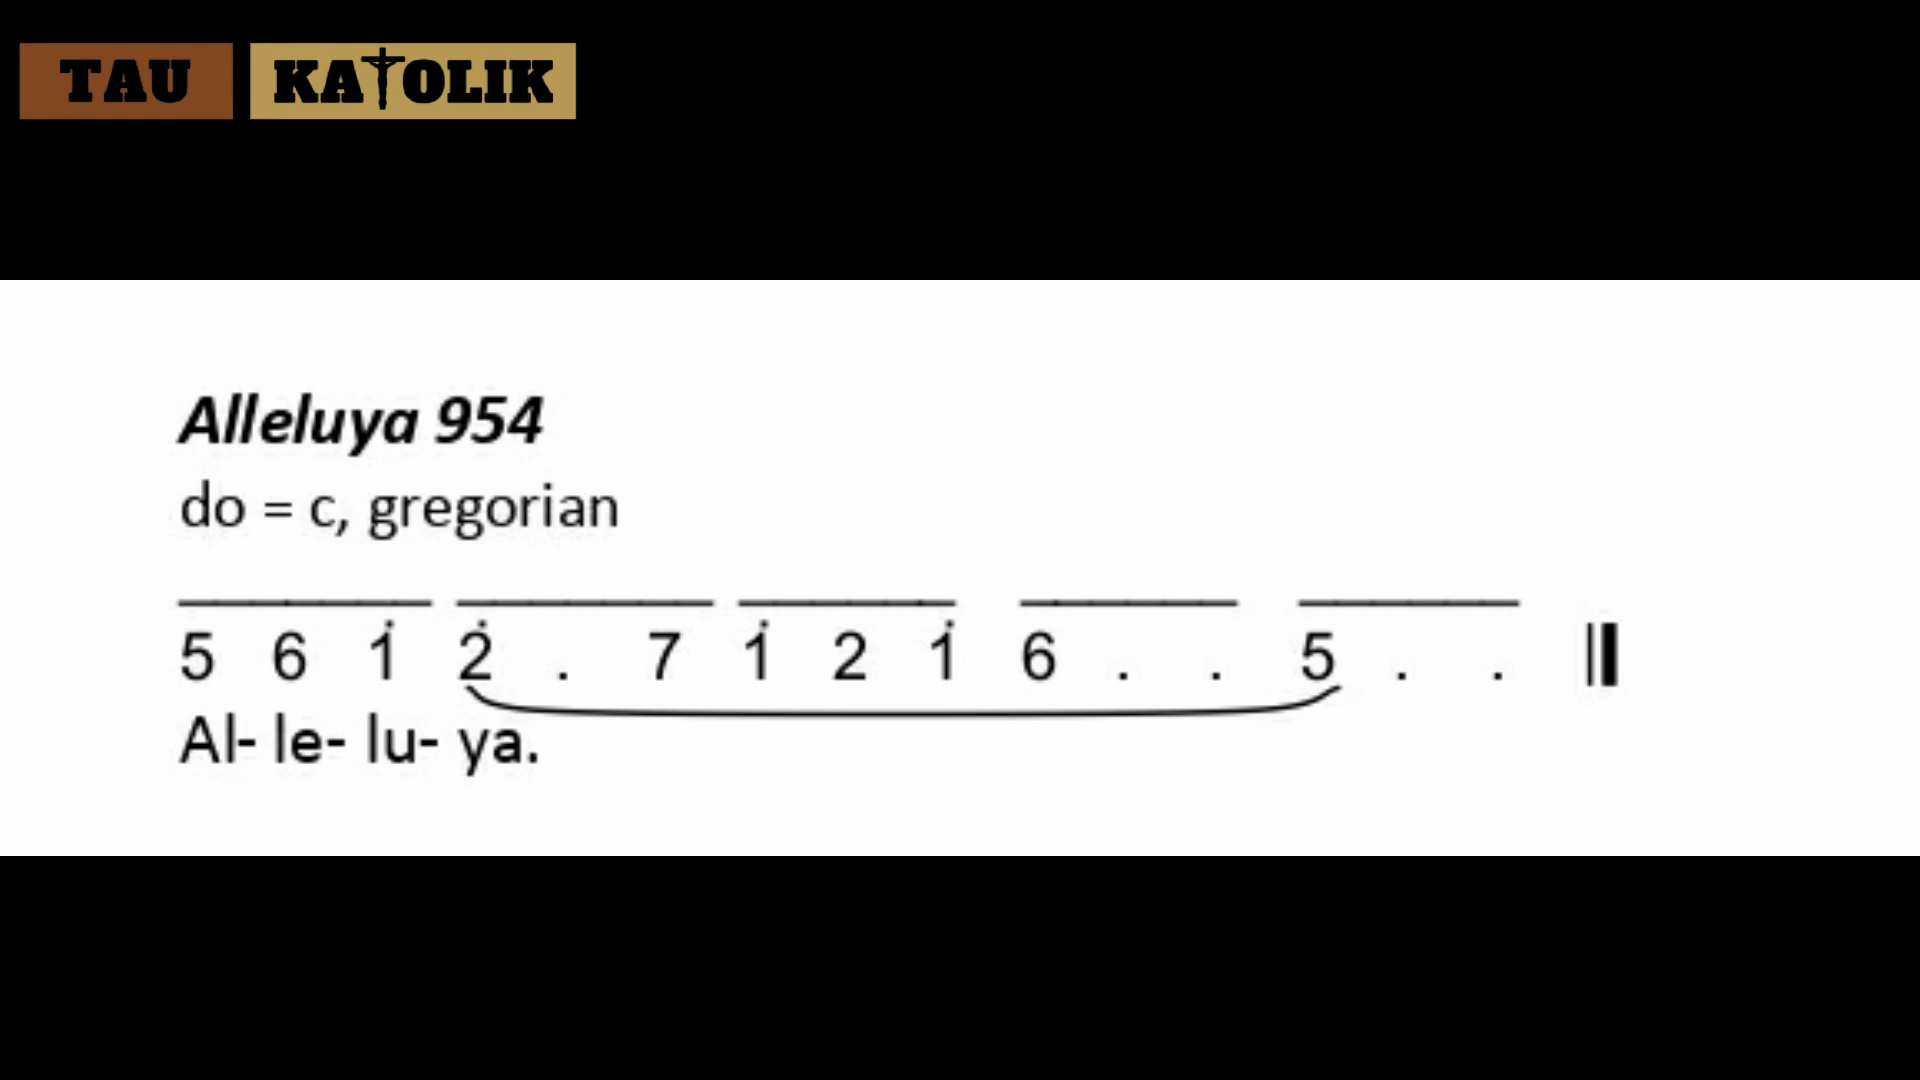 TAU KATOLIK
Alleluya 954
do = c, gregorian
5 6 1̇ 2̇ . 7 1̇ 2 1̇ 6 . . 5 . .
Al- le- lu- ya.